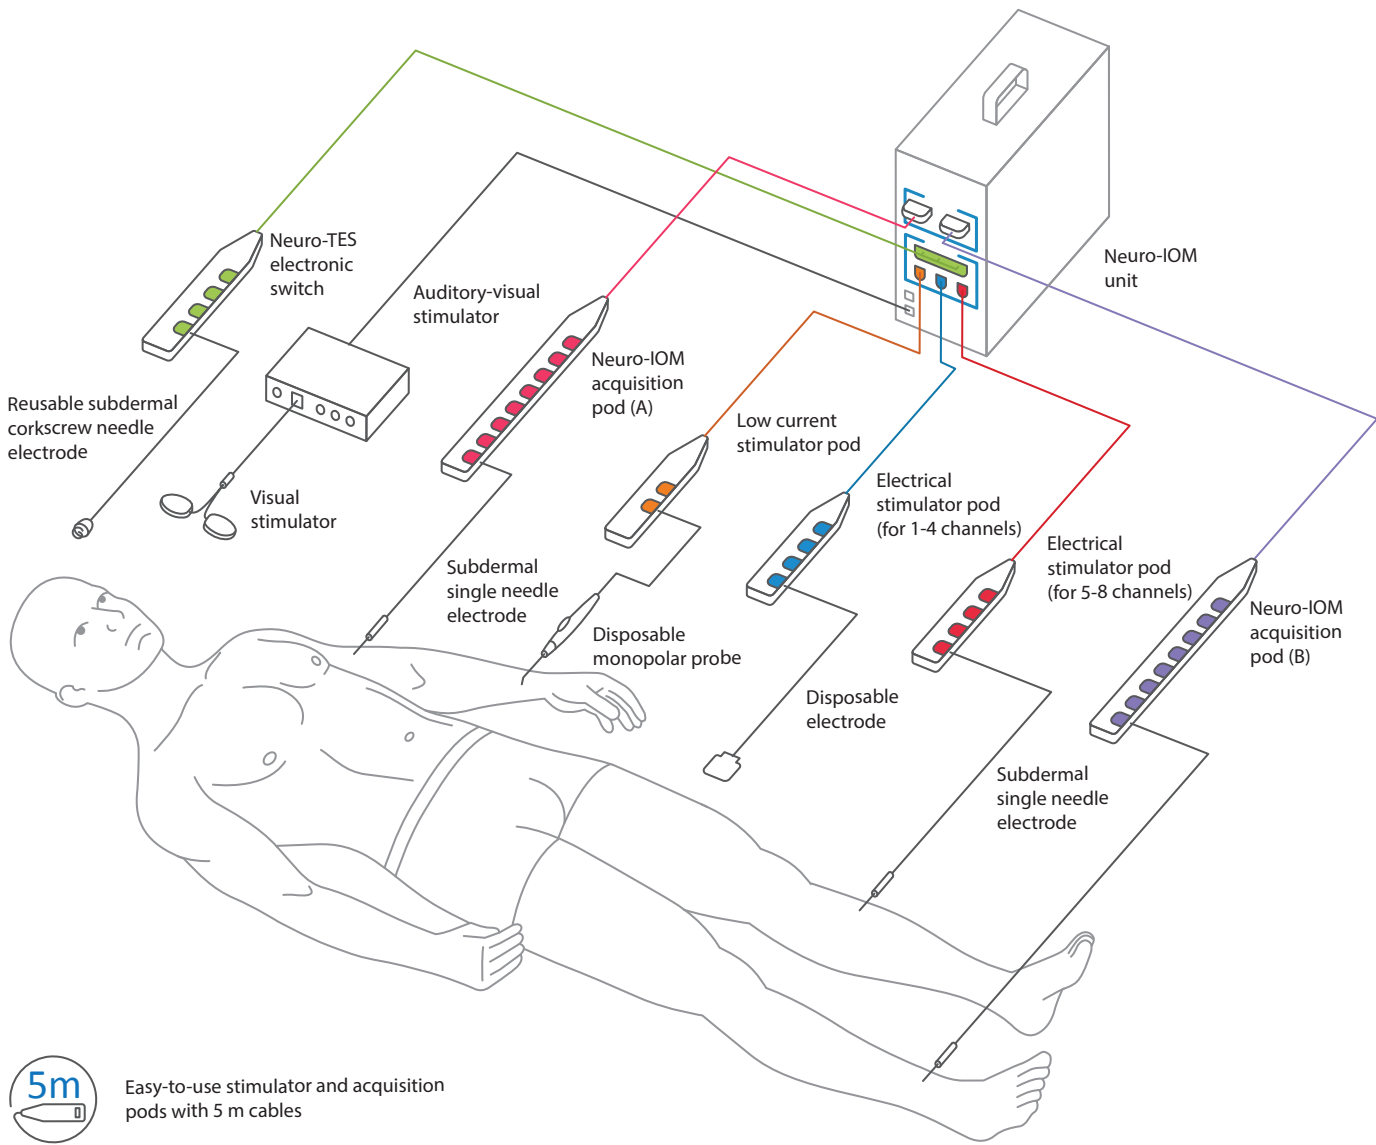 Neuro-TES
electronic
switch
Auditory-visual
stimulator
Neuro-IOM
unit
Neuro-IOM
acquisition
pod (A)
Reusable subdermal
corkscrew needle
electrode
Low current
stimulator pod
Visual
stimulator
Electrical
stimulator pod
(for 1-4 channels)
Subdermal
single needle
electrode
Electrical
stimulator pod
(for 5-8 channels)
Disposable
monopolar probe
Neuro-IOM
acquisition
pod (B)
Disposable
electrode
Subdermal
single needle
electrode
5m
Easy-to-use stimulator and acquisition
pods with 5 m cables